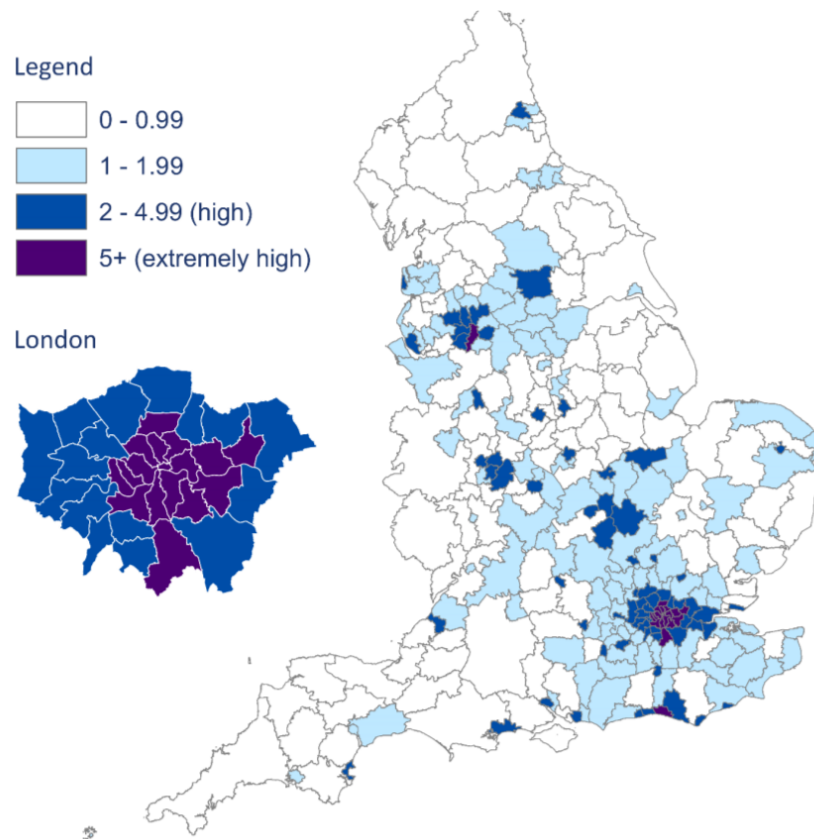 Legend
0 - 0.99
1 - 1.99
2 - 4.99 (high)
5+ (extremely high)
London